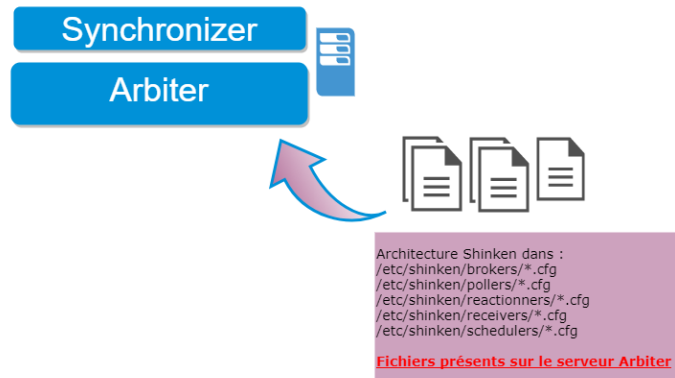 Synchronizer
Arbiter
Architecture Shinken dans :
/etc/shinken/brokers/*.cfg
/etc/shinken/pollers/*.cfg
/etc/shinken/reactionners/*.cfg
/etc/shinken/receivers/*.cfg
/etc/shinken/schedulers/*.cfg
Fichiers présents sur le serveur Arbiter